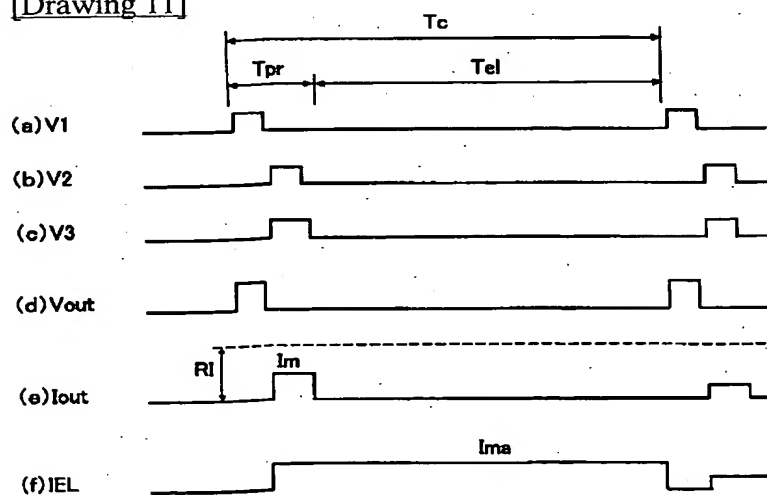 [Drawing 11]
Tc
Tpr Tel
(a)V1
(b)V2
(c)V3
(d)Vout
RI Im
(e)Iout
Ima
(f)IEL